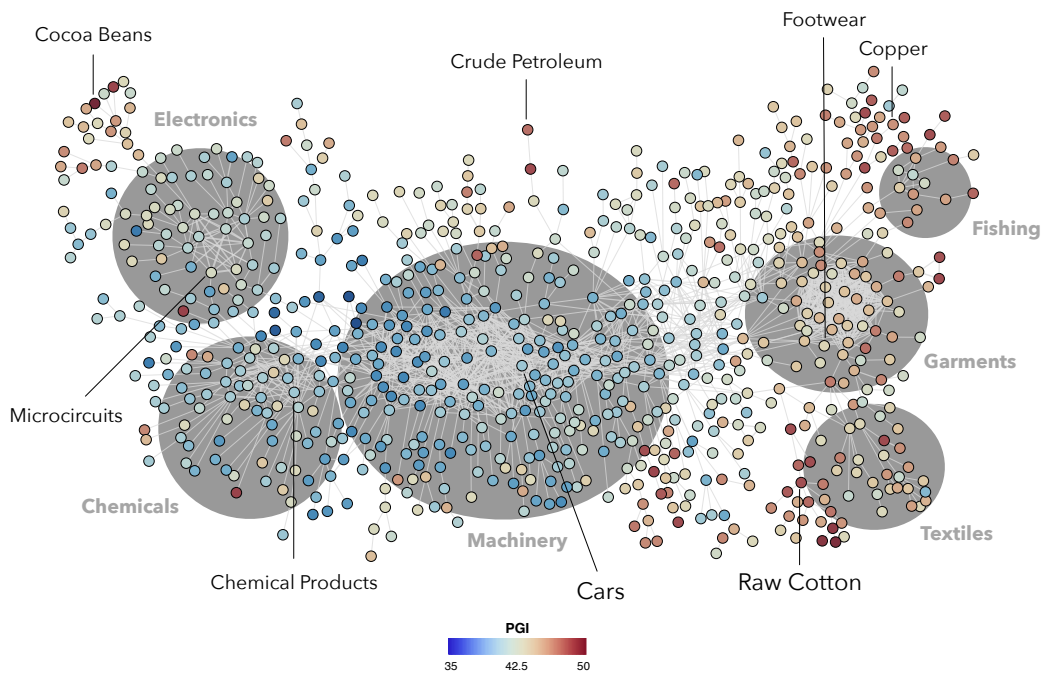 Footwear
Cocoa Beans
Copper
Crude Petroleum
Electronics
Fishing
Garments
Microcircuits
Chemicals
Textiles
Machinery
Chemical Products
Cars
Raw Cotton
PGI
35 42.5 50